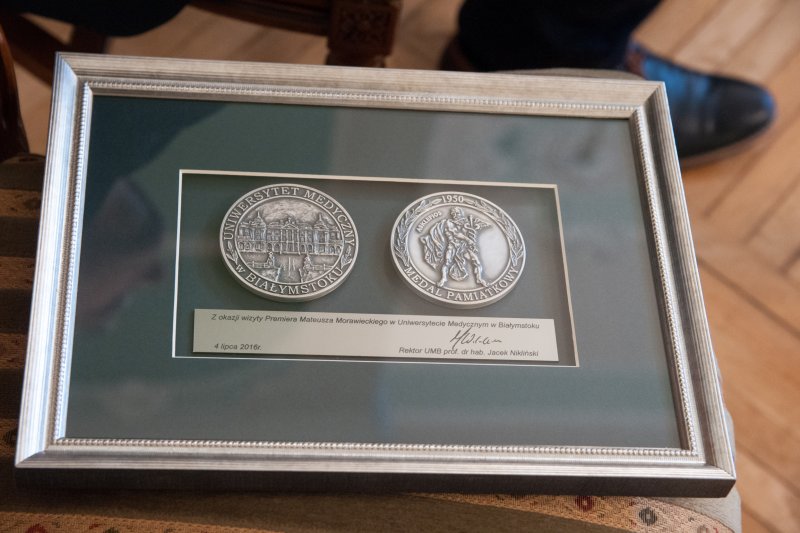 UNIWERSYTET MEDYCZNY
w BIAŁYMSTOKU
1950
MEDAL PAMIĄTKOWY
Z okazji wizyty Premiera Mateusza Morawieckiego w Uniwersytecie Medycznym w Białymstoku
4 lipca 2018r.
Rektor UMB prof. dr hab. Jacek Nikliński